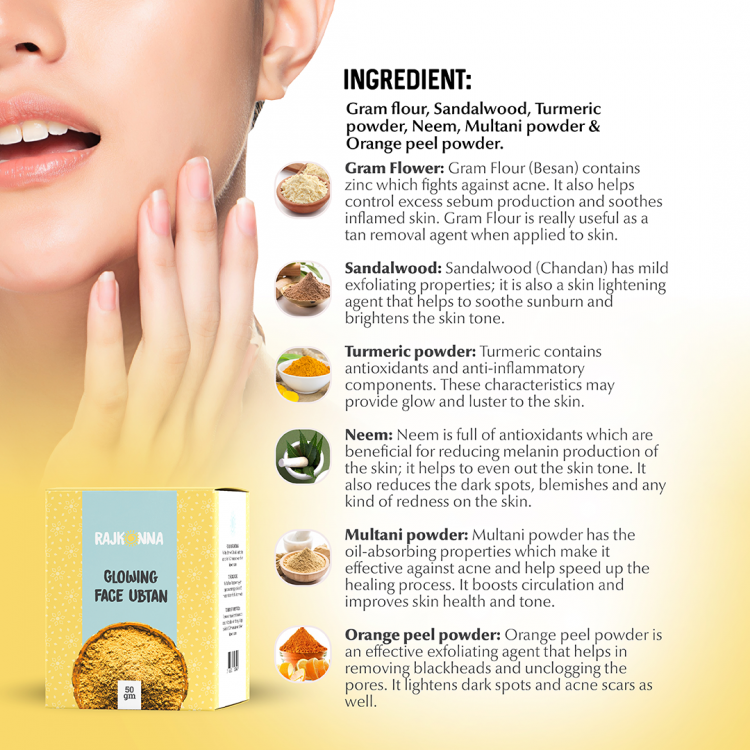 INGREDIENT:
Gram flour, Sandalwood, Turmeric
powder, Neem, Multani powder &
Orange peel powder.
Gram Flower: Gram Flour (Besan) contains
zinc which fights against acne. It also helps
control excess sebum production and soothes
inflamed skin. Gram Flour is really useful as a
tan removal agent when applied to skin.
Sandalwood: Sandalwood (Chandan) has mild
exfoliating properties; it is also a skin lightening
agent that helps to soothe sunburn and
brightens the skin tone.
Turmeric powder: Turmeric contains
antioxidants and anti-inflammatory
components. These characteristics may
provide glow and luster to the skin.
Neem: Neem is full of antioxidants which are
beneficial for reducing melanin production of
the skin; it helps to even out the skin tone. It
also reduces the dark spots, blemishes and any
kind of redness on the skin.
Multani powder: Multani powder has the
oil-absorbing properties which make it
effective against acne and help speed up the
healing process. It boosts circulation and
improves skin health and tone.
Orange peel powder: Orange peel powder is
an effective exfoliating agent that helps in
removing blackheads and unclogging the
pores. It lightens dark spots and acne scars as
well.
RAJKONNA
GLOWING
FACE UBTAN
50
gm